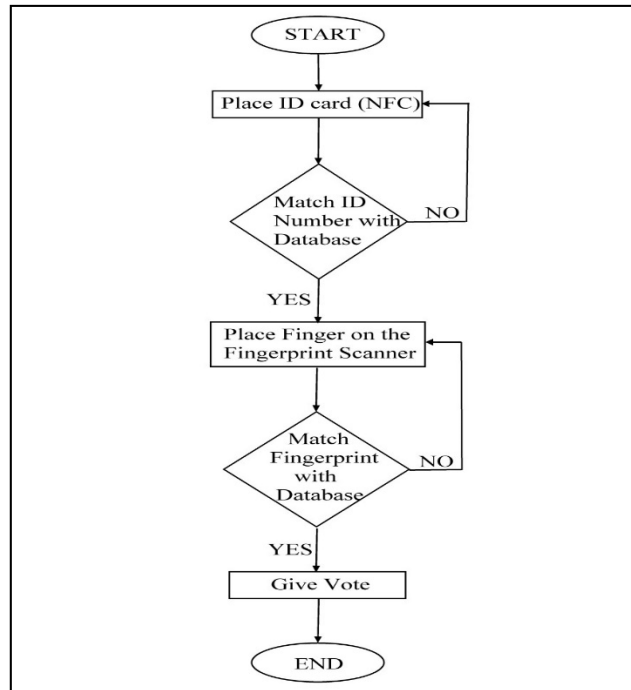 START
Place ID card (NFC)
Match ID
Number with
Database
NO
YES
Place Finger on the
Fingerprint Scanner
Match
Fingerprint
with
Database
NO
YES
Give Vote
END